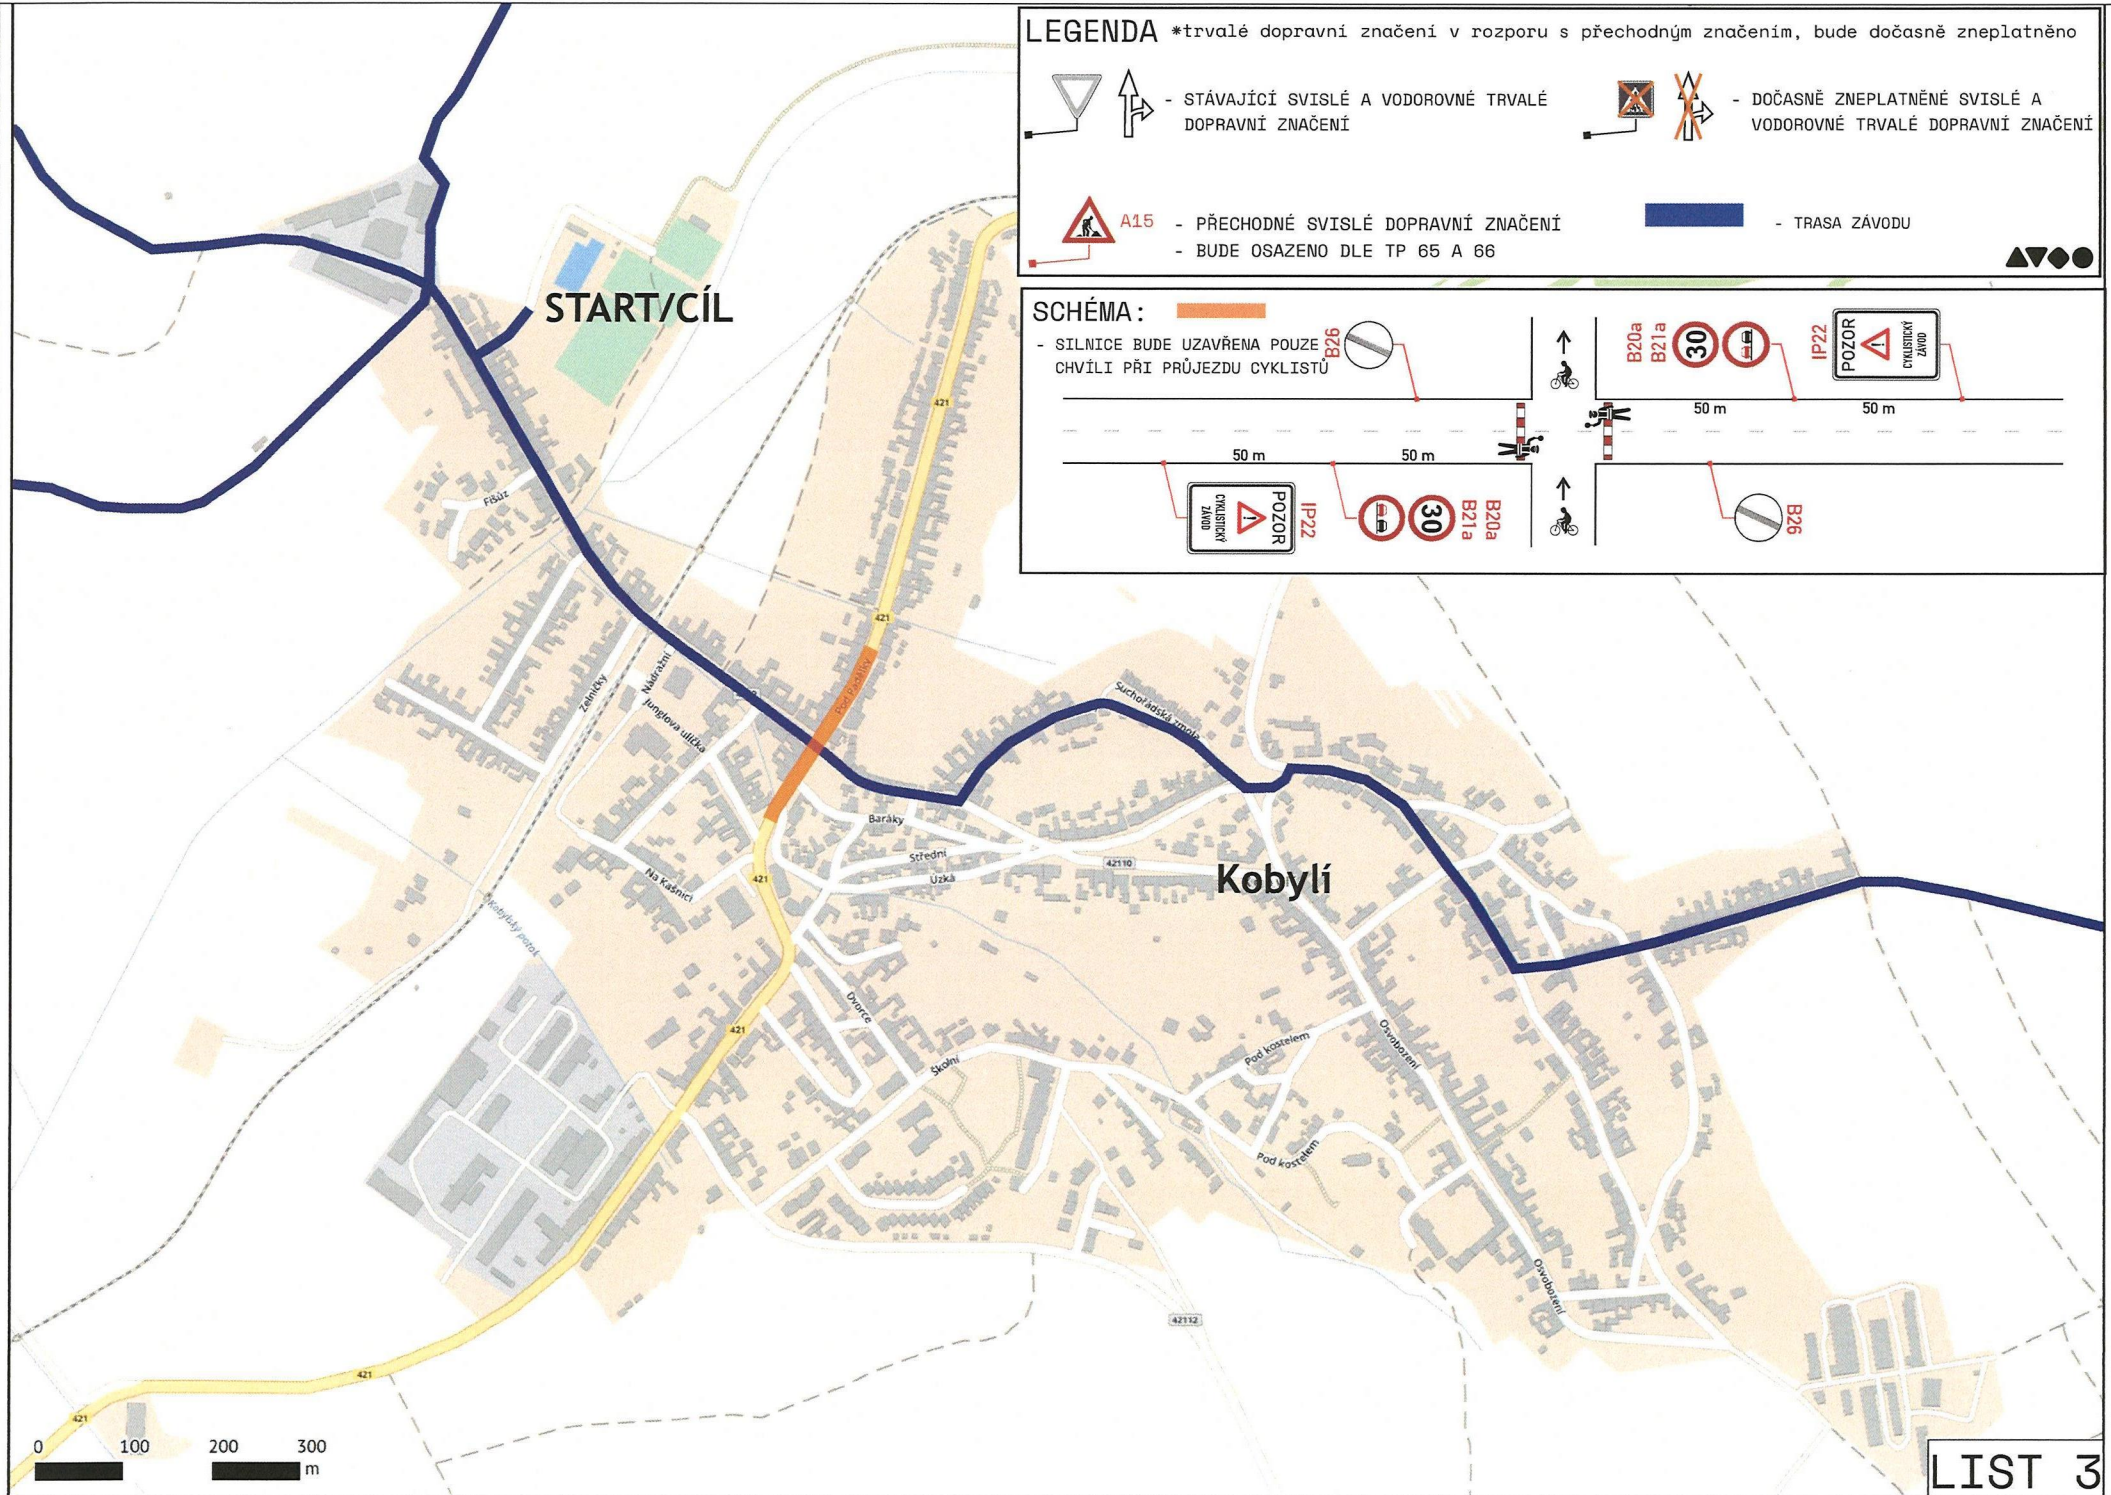 LEGENDA *trvalé dopravní značení v rozporu s přechodným značením, bude dočasně zneplatněno
- STÁVAJÍCÍ SVISLÉ A VODOROVNÉ TRVALÉ
DOPRAVNÍ ZNAČENÍ
- DOČASNĚ ZNEPLATNĚNÉ SVISLÉ A
VODOROVNÉ TRVALÉ DOPRAVNÍ ZNAČENÍ
A15
- PŘECHODNÉ SVISLÉ DOPRAVNÍ ZNAČENÍ
- BUDE OSAZENO DLE TP 65 A 66
- TRASA ZÁVODU
SCHÉMA:
- SILNICE BUDE UZAVŘENA POUZE
CHVÍLI PŘI PRŮJEZDU CYKLISTŮ
B26
B20a
B21a
30
IP22
POZOR
CYKLISTICKÝ
ZÁVOD
50 m
50 m
50 m
50 m
POZOR
CYKLISTICKÝ
ZÁVOD
IP22
30
B21a
B20a
B26
START/CÍL
421
Fišúz
421
Pod Padělky
Nádražní
Zelničky
Junglova ulička
Suchořádská zmola
Baráky
Střední
Úzká
42110
Kobylí
421
Na Kašnici
Kobylský potok
Dvorce
421
Školní
Pod kostelem
Osvobození
Pod kostelem
Osvobození
42112
421
421
0 100 200 300
m
LIST 3